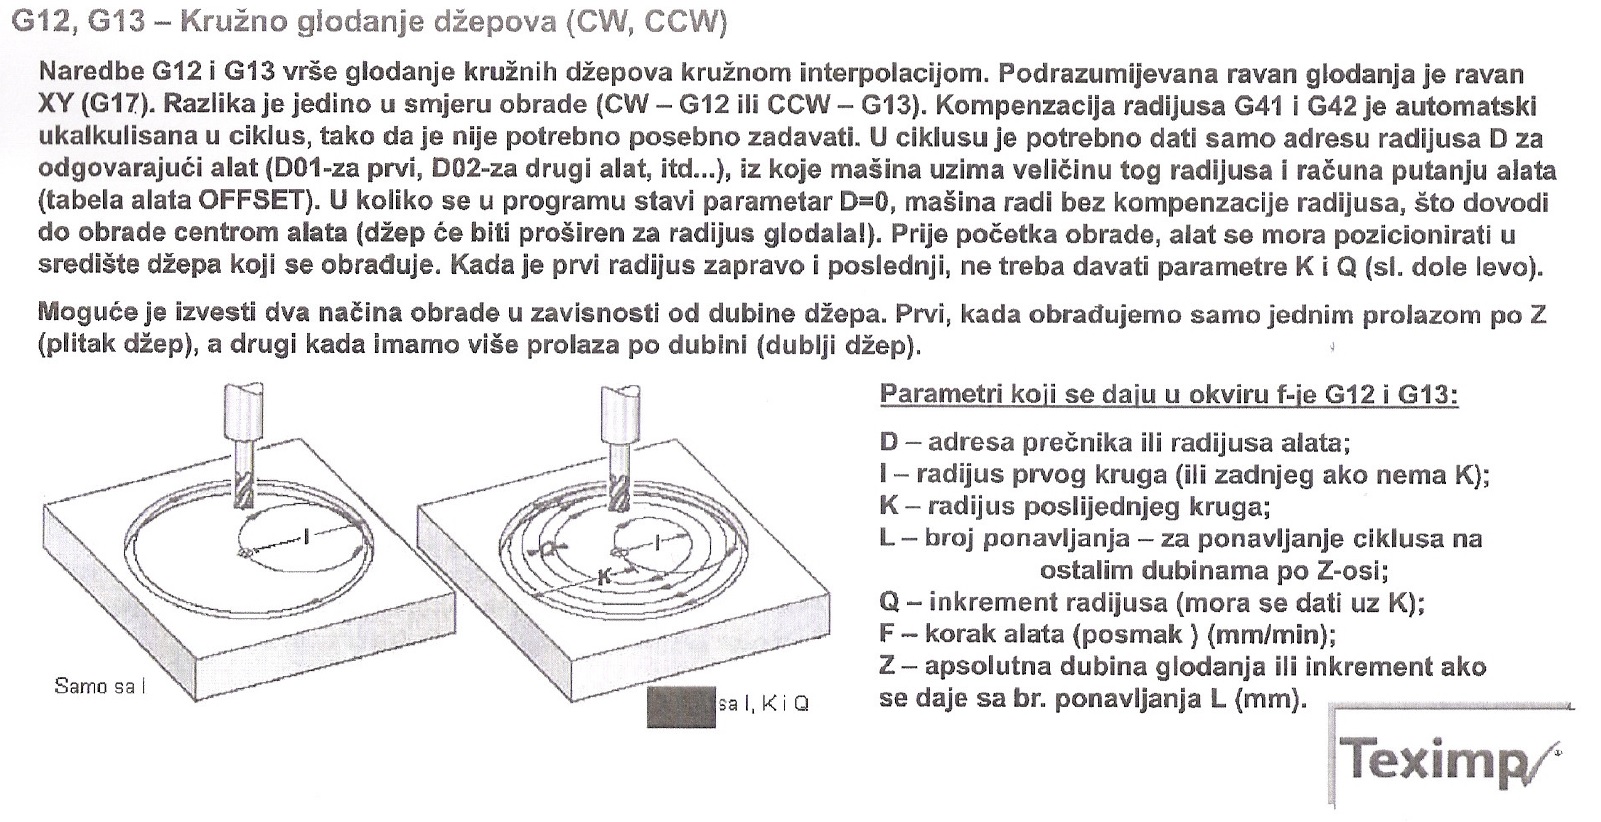 G12, G13 – Kružno glodanje džepova (CW, CCW)
Naredbe G12 i G13 vrše glodanje kružnih džepova kružnom interpolacijom. Podrazumijevana ravan glodanja je ravan
XY (G17). Razlika je jedino u smjeru obrade (CW – G12 ili CCW – G13). Kompenzacija radijusa G41 i G42 je automatski
ukalkulisana u ciklus, tako da je nije potrebno posebno zadavati. U ciklusu je potrebno dati samo adresu radijusa D za
odgovarajući alat (D01-za prvi, D02-za drugi alat, itd...), iz koje mašina uzima veličinu tog radijusa i računa putanju alata
(tabela alata OFFSET). U koliko se u programu stavi parametar D=0, mašina radi bez kompenzacije radijusa, što dovodi
do obrade centrom alata (džep će biti proširen za radijus glodala!). Prije početka obrade, alat se mora pozicionirati u
središte džepa koji se obrađuje. Kada je prvi radijus zapravo i poslednji, ne treba davati parametre K i Q (sl. dole levo).
Moguće je izvesti dva načina obrade u zavisnosti od dubine džepa. Prvi, kada obrađujemo samo jednim prolazom po Z
(plitak džep), a drugi kada imamo više prolaza po dubini (dublji džep).
I
Samo sa I
Q
I
K
sa I, K i Q
Parametri koji se daju u okviru f-je G12 i G13:
D – adresa prečnika ili radijusa alata;
I – radijus prvog kruga (ili zadnjeg ako nema K);
K – radijus poslijednjeg kruga;
L – broj ponavljanja – za ponavljanje ciklusa na
ostalim dubinama po Z-osi;
Q – inkrement radijusa (mora se dati uz K);
F – korak alata (posmak ) (mm/min);
Z – apsolutna dubina glodanja ili inkrement ako
se daje sa br. ponavljanja L (mm).
Teximp